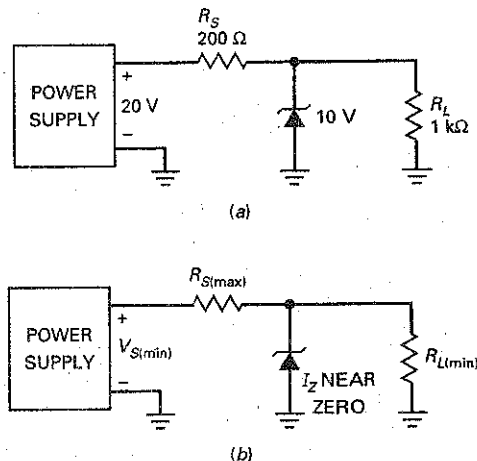 R_S
200 Ω
POWER SUPPLY
+
20 V
−
10 V
R_L
1 kΩ
(a)
R_S(max)
POWER SUPPLY
+
V_S(min)
−
I_Z NEAR ZERO
R_L(min)
(b)